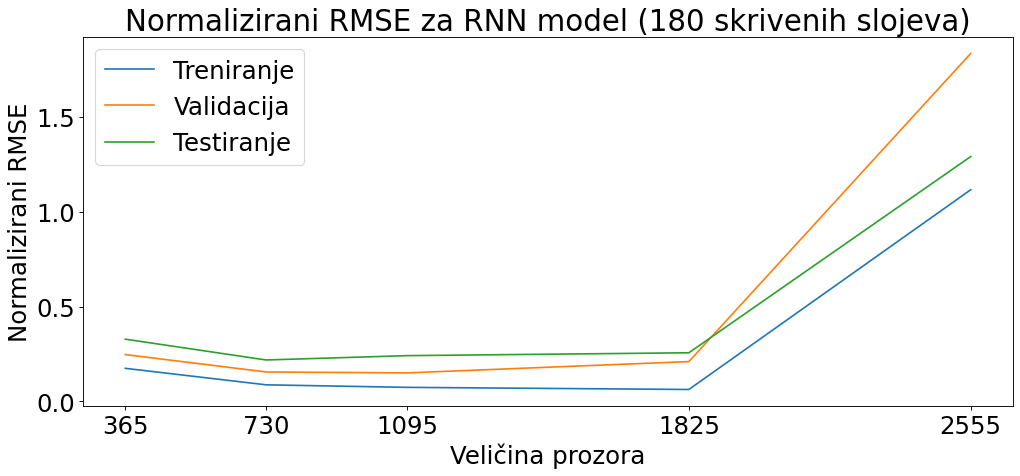 Normalizirani RMSE za RNN model (180 skrivenih slojeva)
Treniranje
Validacija
Testiranje
Normalizirani RMSE
1.5
1.0
0.5
0.0
365 730 1095 1825 2555
Veličina prozora